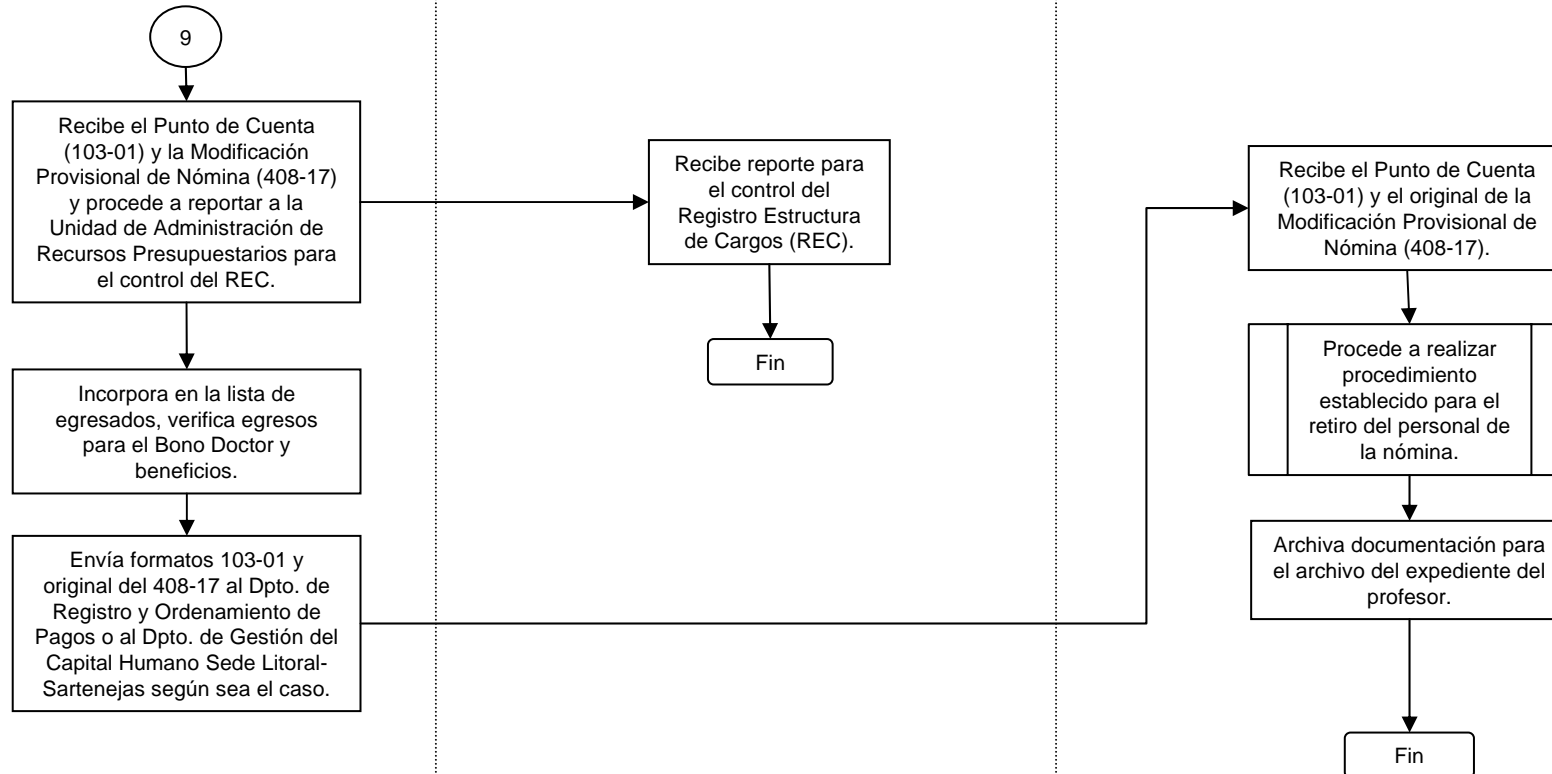 9
Recibe el Punto de Cuenta
(103-01) y la Modificación
Provisional de Nómina (408-17)
y procede a reportar a la
Unidad de Administración de
Recursos Presupuestarios para
el control del REC.
Incorpora en la lista de
egresados, verifica egresos
para el Bono Doctor y
beneficios.
Envía formatos 103-01 y
original del 408-17 al Dpto. de
Registro y Ordenamiento de
Pagos o al Dpto. de Gestión del
Capital Humano Sede Litoral-
Sartenejas según sea el caso.
Recibe reporte para
el control del
Registro Estructura
de Cargos (REC).
Fin
Recibe el Punto de Cuenta
(103-01) y el original de la
Modificación Provisional de
Nómina (408-17).
Procede a realizar
procedimiento
establecido para el
retiro del personal de
la nómina.
Archiva documentación para
el archivo del expediente del
profesor.
Fin